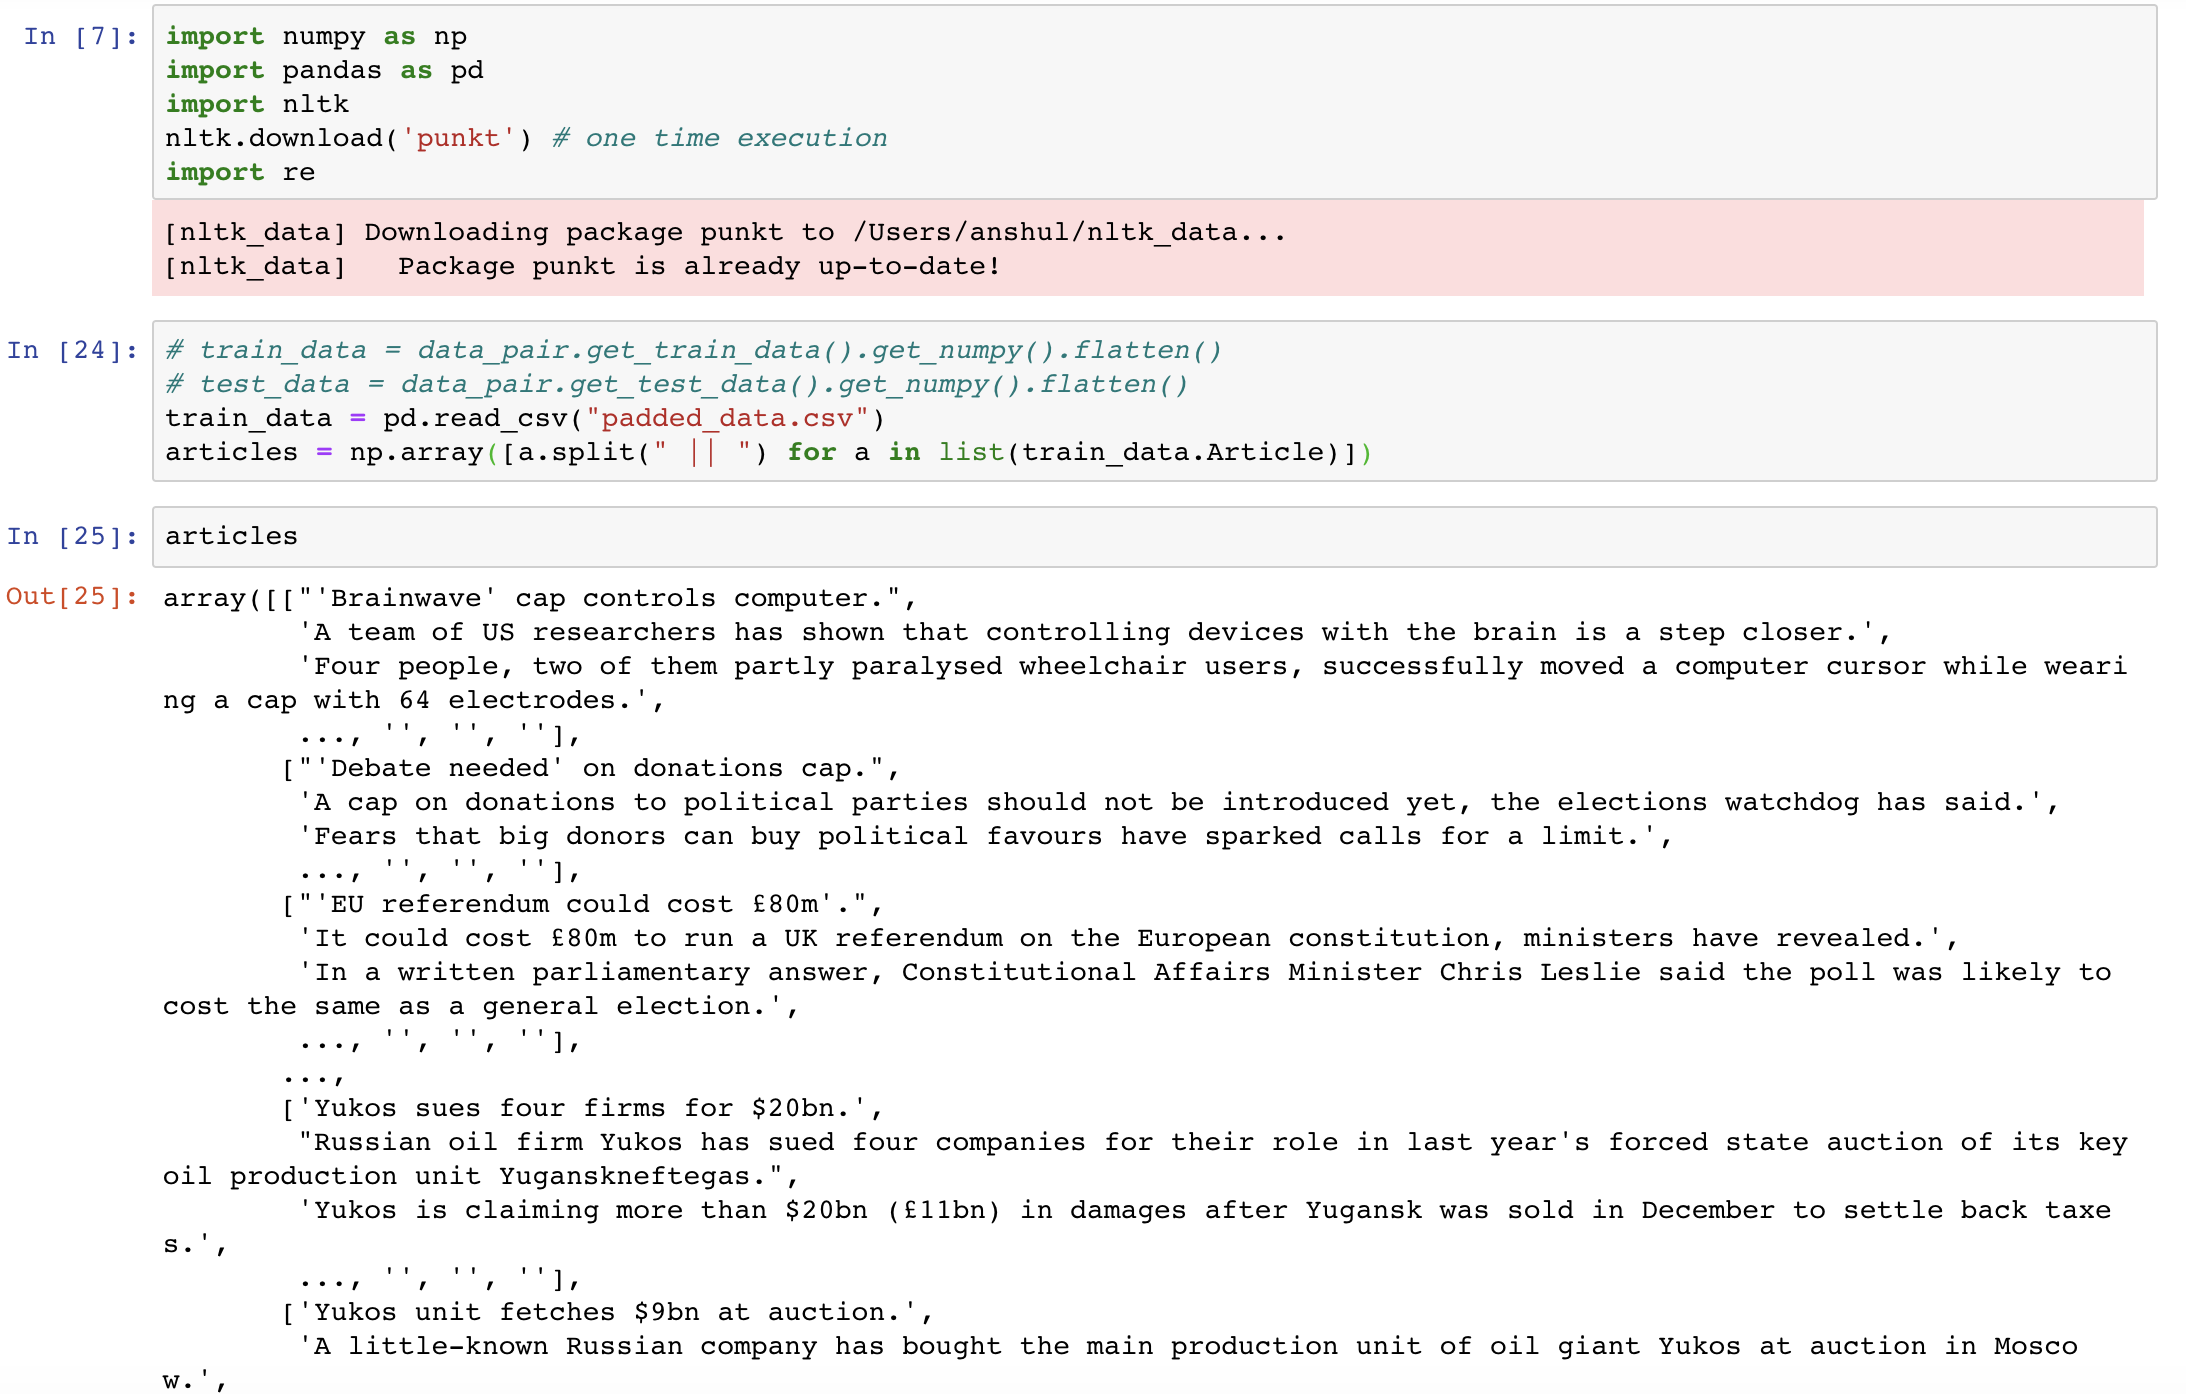 In [7]: import numpy as np
import pandas as pd
import nltk
nltk.download('punkt') # one time execution
import re
[nltk_data] Downloading package punkt to /Users/anshul/nltk_data...
[nltk_data]   Package punkt is already up-to-date!
In [24]: # train_data = data_pair.get_train_data().get_numpy().flatten()
# test_data = data_pair.get_test_data().get_numpy().flatten()
train_data = pd.read_csv("padded_data.csv")
articles = np.array([a.split(" || ") for a in list(train_data.Article)])
In [25]: articles
Out[25]: array([["'Brainwave' cap controls computer.",
'A team of US researchers has shown that controlling devices with the brain is a step closer.',
'Four people, two of them partly paralysed wheelchair users, successfully moved a computer cursor while weari
ng a cap with 64 electrodes.',
..., '', '', ''],
["'Debate needed' on donations cap.",
'A cap on donations to political parties should not be introduced yet, the elections watchdog has said.',
'Fears that big donors can buy political favours have sparked calls for a limit.',
..., '', '', ''],
["'EU referendum could cost £80m'.",
'It could cost £80m to run a UK referendum on the European constitution, ministers have revealed.',
'In a written parliamentary answer, Constitutional Affairs Minister Chris Leslie said the poll was likely to
cost the same as a general election.',
..., '', '', ''],
...,
['Yukos sues four firms for $20bn.',
"Russian oil firm Yukos has sued four companies for their role in last year's forced state auction of its key
oil production unit Yuganskneftegas.",
'Yukos is claiming more than $20bn (£11bn) in damages after Yugansk was sold in December to settle back taxe
s.',
..., '', '', ''],
['Yukos unit fetches $9bn at auction.',
'A little-known Russian company has bought the main production unit of oil giant Yukos at auction in Mosco
w.',